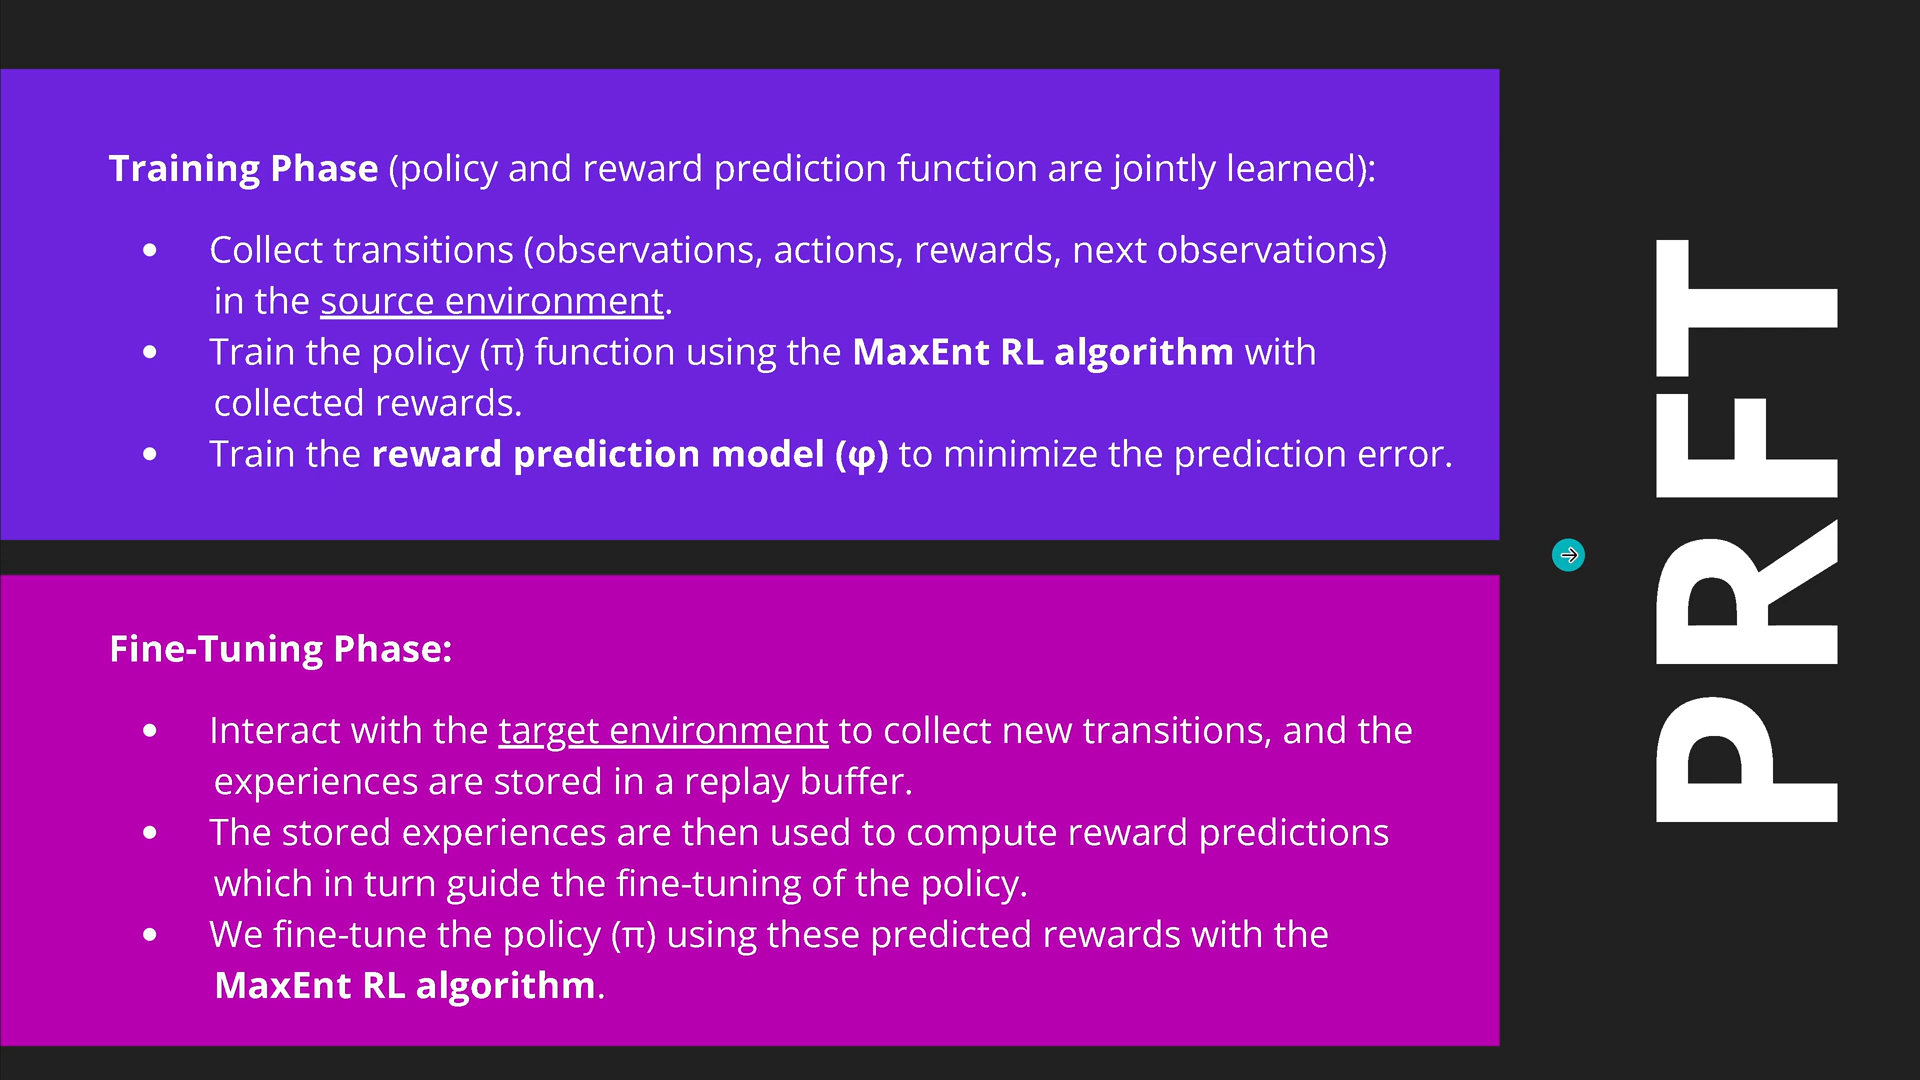 Training Phase (policy and reward prediction function are jointly learned):
• Collect transitions (observations, actions, rewards, next observations)
in the source environment.
• Train the policy (π) function using the MaxEnt RL algorithm with
collected rewards.
• Train the reward prediction model (φ) to minimize the prediction error.
Fine-Tuning Phase:
• Interact with the target environment to collect new transitions, and the
experiences are stored in a replay buffer.
• The stored experiences are then used to compute reward predictions
which in turn guide the fine-tuning of the policy.
• We fine-tune the policy (π) using these predicted rewards with the
MaxEnt RL algorithm.
PRFT